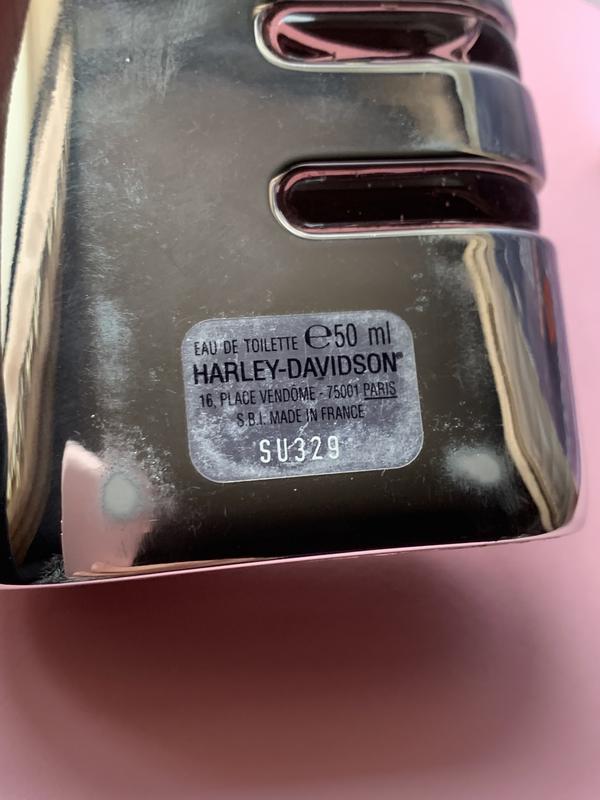 EAU DE TOILETTE ℮50 ml
HARLEY-DAVIDSON®
16, PLACE VENDÔME - 75001 PARIS
S.B.I. MADE IN FRANCE
SU329